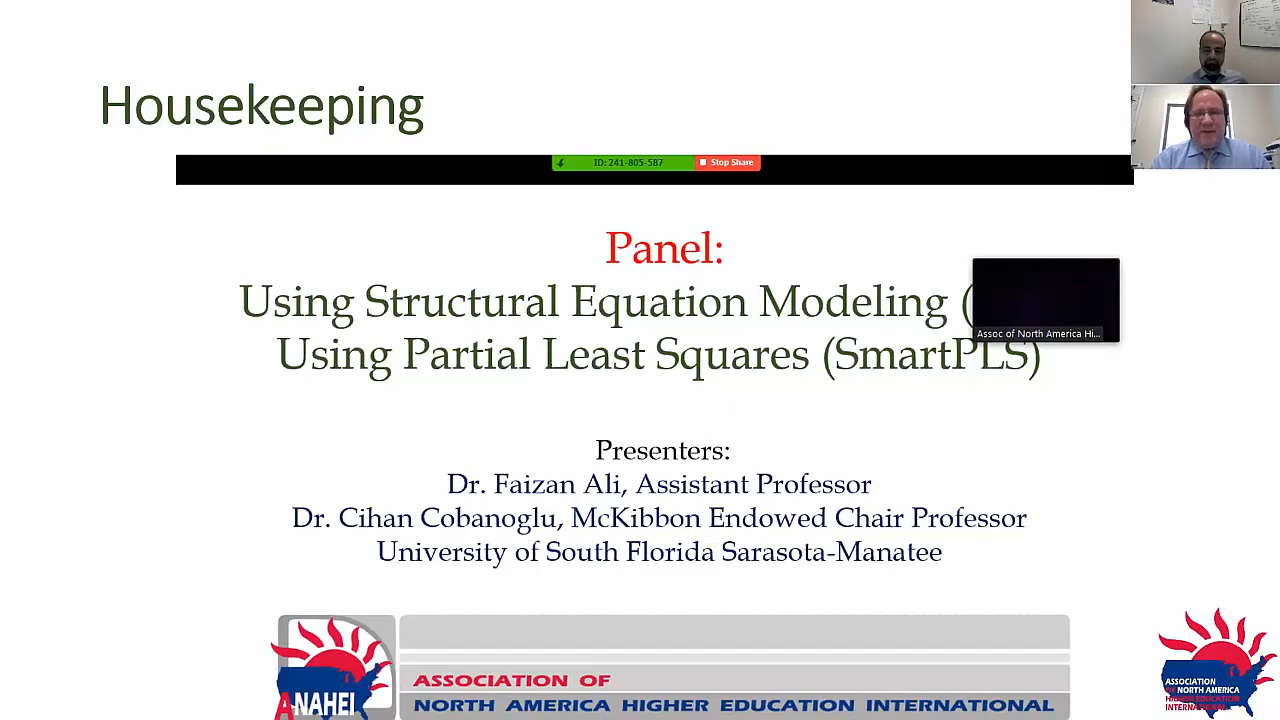 Housekeeping
ID: 241-805-587
Stop Share
Panel:
Using Structural Equation Modeling (
Assoc of North America Hi...
Using Partial Least Squares (SmartPLS)
Presenters:
Dr. Faizan Ali, Assistant Professor
Dr. Cihan Cobanoglu, McKibbon Endowed Chair Professor
University of South Florida Sarasota-Manatee
ANAHEI
ASSOCIATION OF
NORTH AMERICA HIGHER EDUCATION INTERNATIONAL
ASSOCIATION
OF NORTH AMERICA
HIGHER EDUCATION
INTERNATIONAL